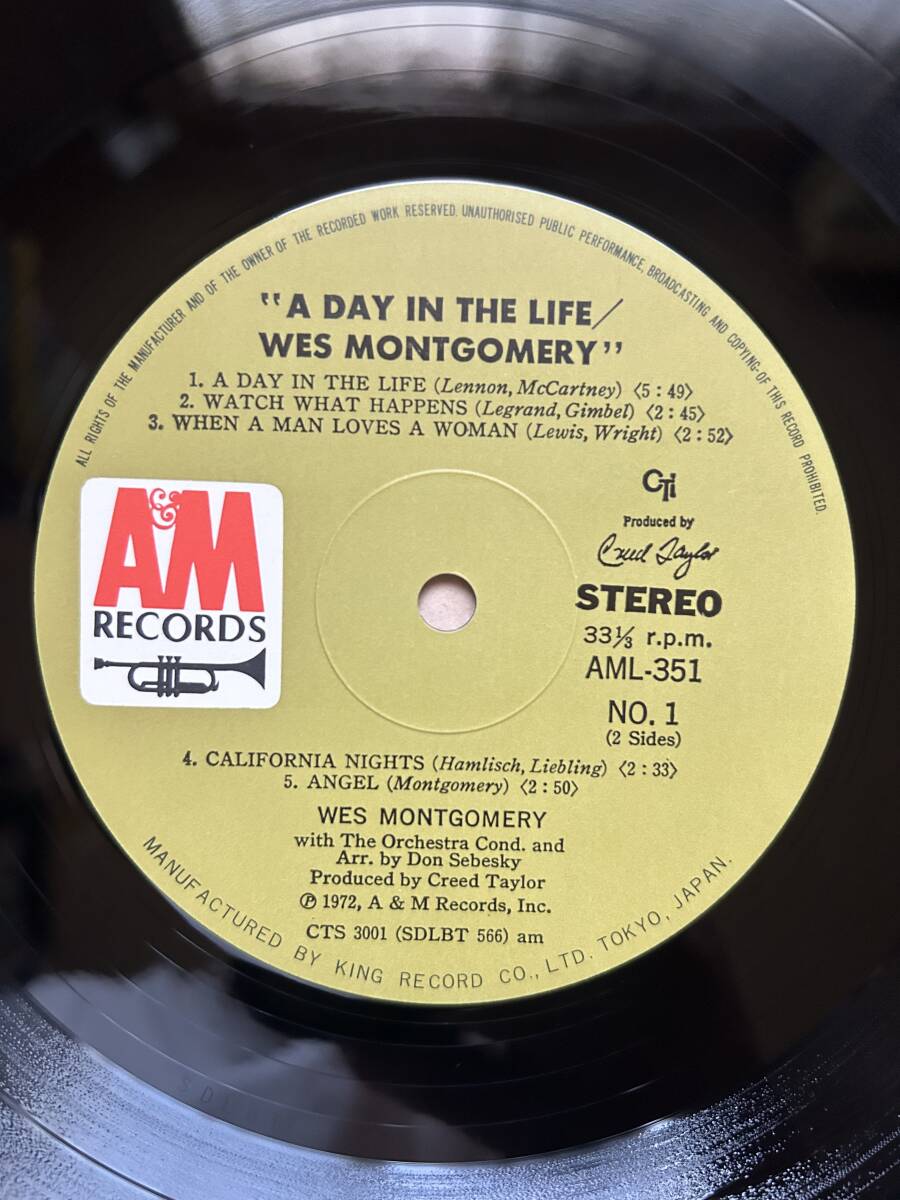 ALL RIGHTS OF THE MANUFACTURER AND OF THE OWNER OF THE RECORDED WORK RESERVED. UNAUTHORISED PUBLIC PERFORMANCE, BROADCASTING AND COPYING-OF THIS RECORD PROHIBITED.
"A DAY IN THE LIFE/
WES MONTGOMERY"
1. A DAY IN THE LIFE (Lennon, McCartney) 〈5 : 49〉
2. WATCH WHAT HAPPENS (Legrand, Gimbel) 〈2 : 45〉
3. WHEN A MAN LOVES A WOMAN (Lewis, Wright) 〈2 : 52〉
A&M
RECORDS
CTi
Produced by
Creed Taylor
STEREO
33⅓ r.p.m.
AML-351
NO. 1
(2 Sides)
4. CALIFORNIA NIGHTS (Hamlisch, Liebling) 〈2 : 33〉
5. ANGEL (Montgomery) 〈2 : 50〉
WES MONTGOMERY
with The Orchestra Cond. and
Arr. by Don Sebesky
Produced by Creed Taylor
℗ 1972, A & M Records, Inc.
CTS 3001 (SDLBT 566) am
MANUFACTURED BY KING RECORD CO., LTD. TOKYO, JAPAN.